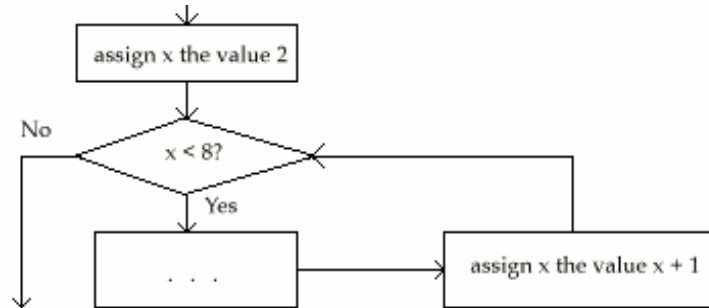 assign x the value 2
No
x < 8?
Yes
. . .
assign x the value x + 1